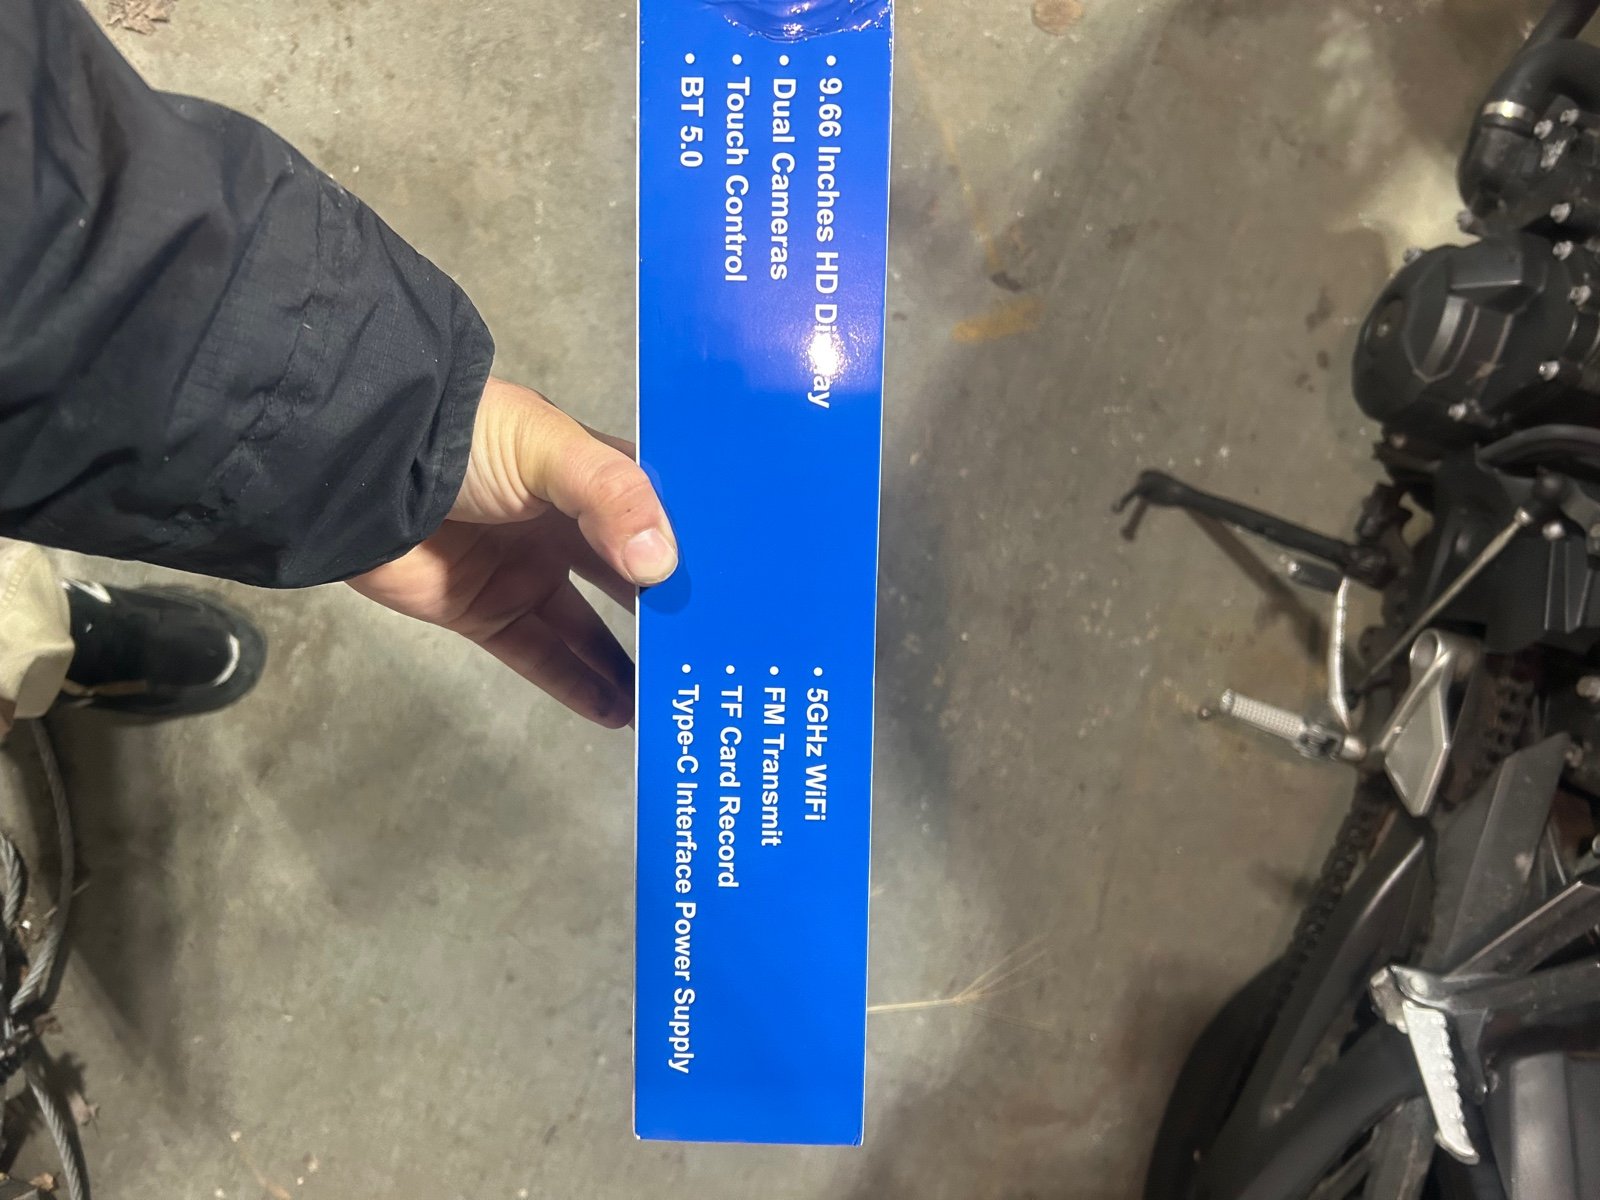 • 9.66 Inches HD Display
• Dual Cameras
• Touch Control
• BT 5.0
• 5GHz WiFi
• FM Transmit
• TF Card Record
• Type-C Interface Power Supply